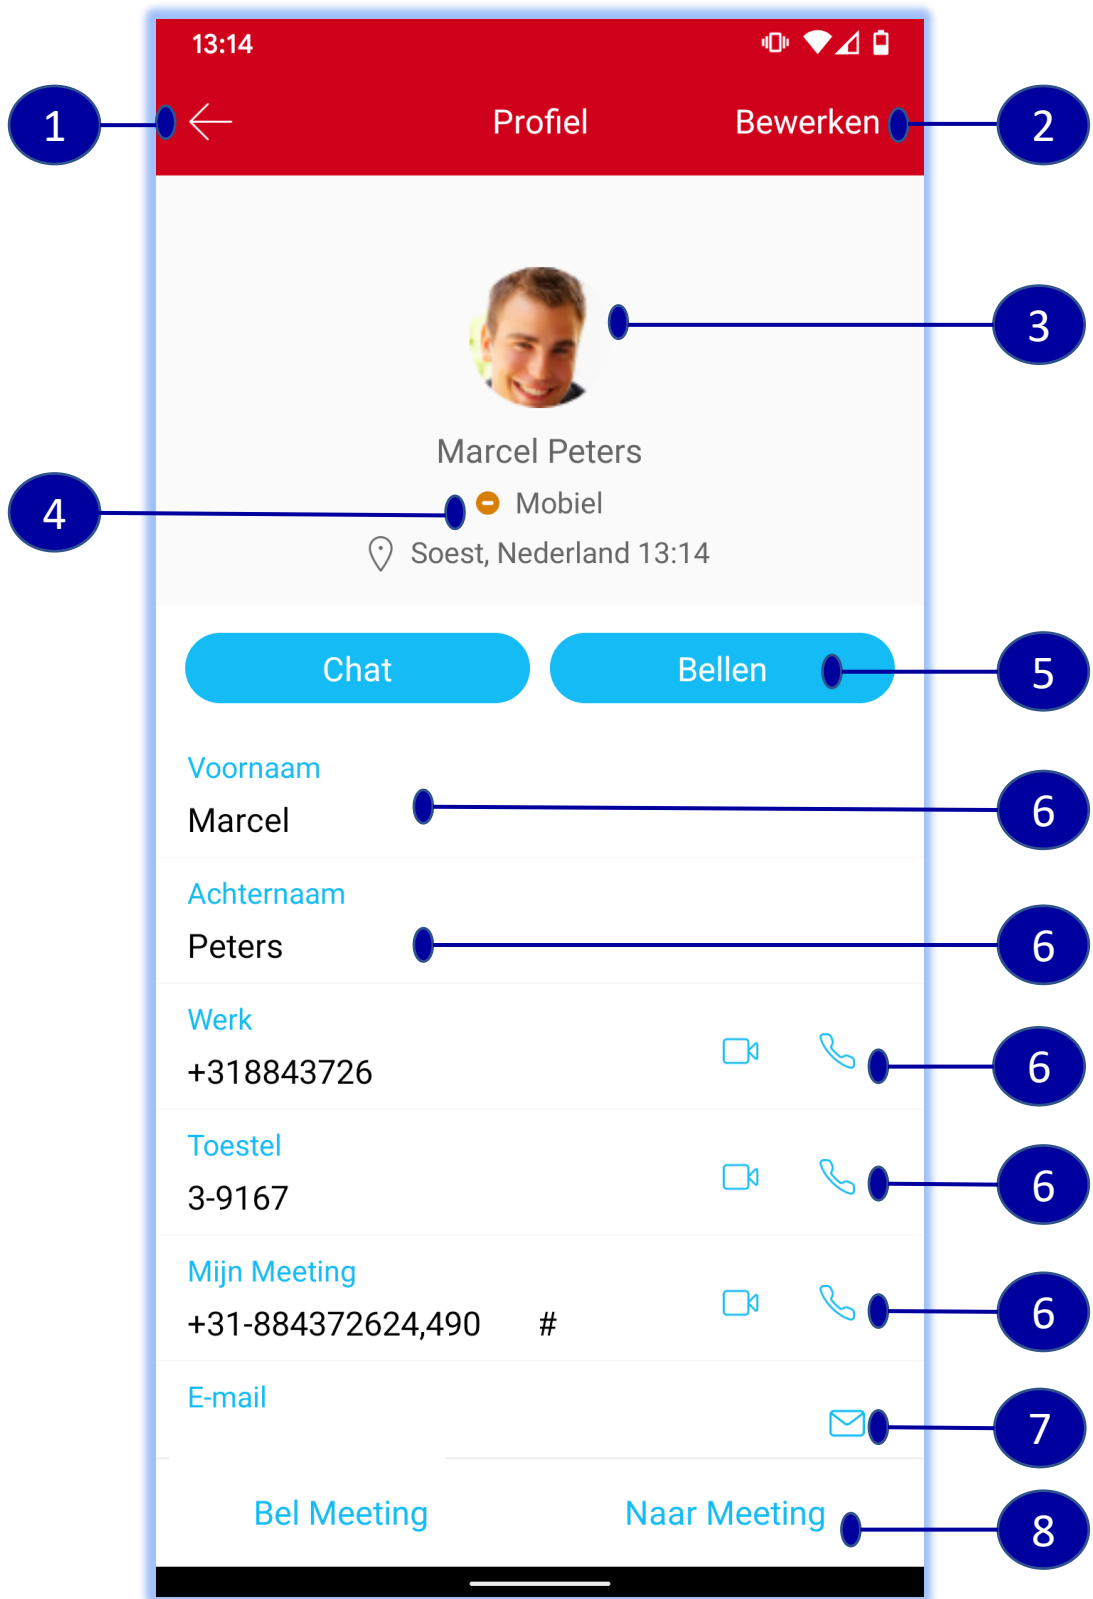 13:14
1
Profiel
Bewerken
2
3
Marcel Peters
4
Mobiel
Soest, Nederland 13:14
Chat
Bellen
5
Voornaam
Marcel
6
Achternaam
Peters
6
Werk
+318843726
6
Toestel
3-9167
6
Mijn Meeting
+31-884372624,490 #
6
E-mail
7
Bel Meeting
Naar Meeting
8